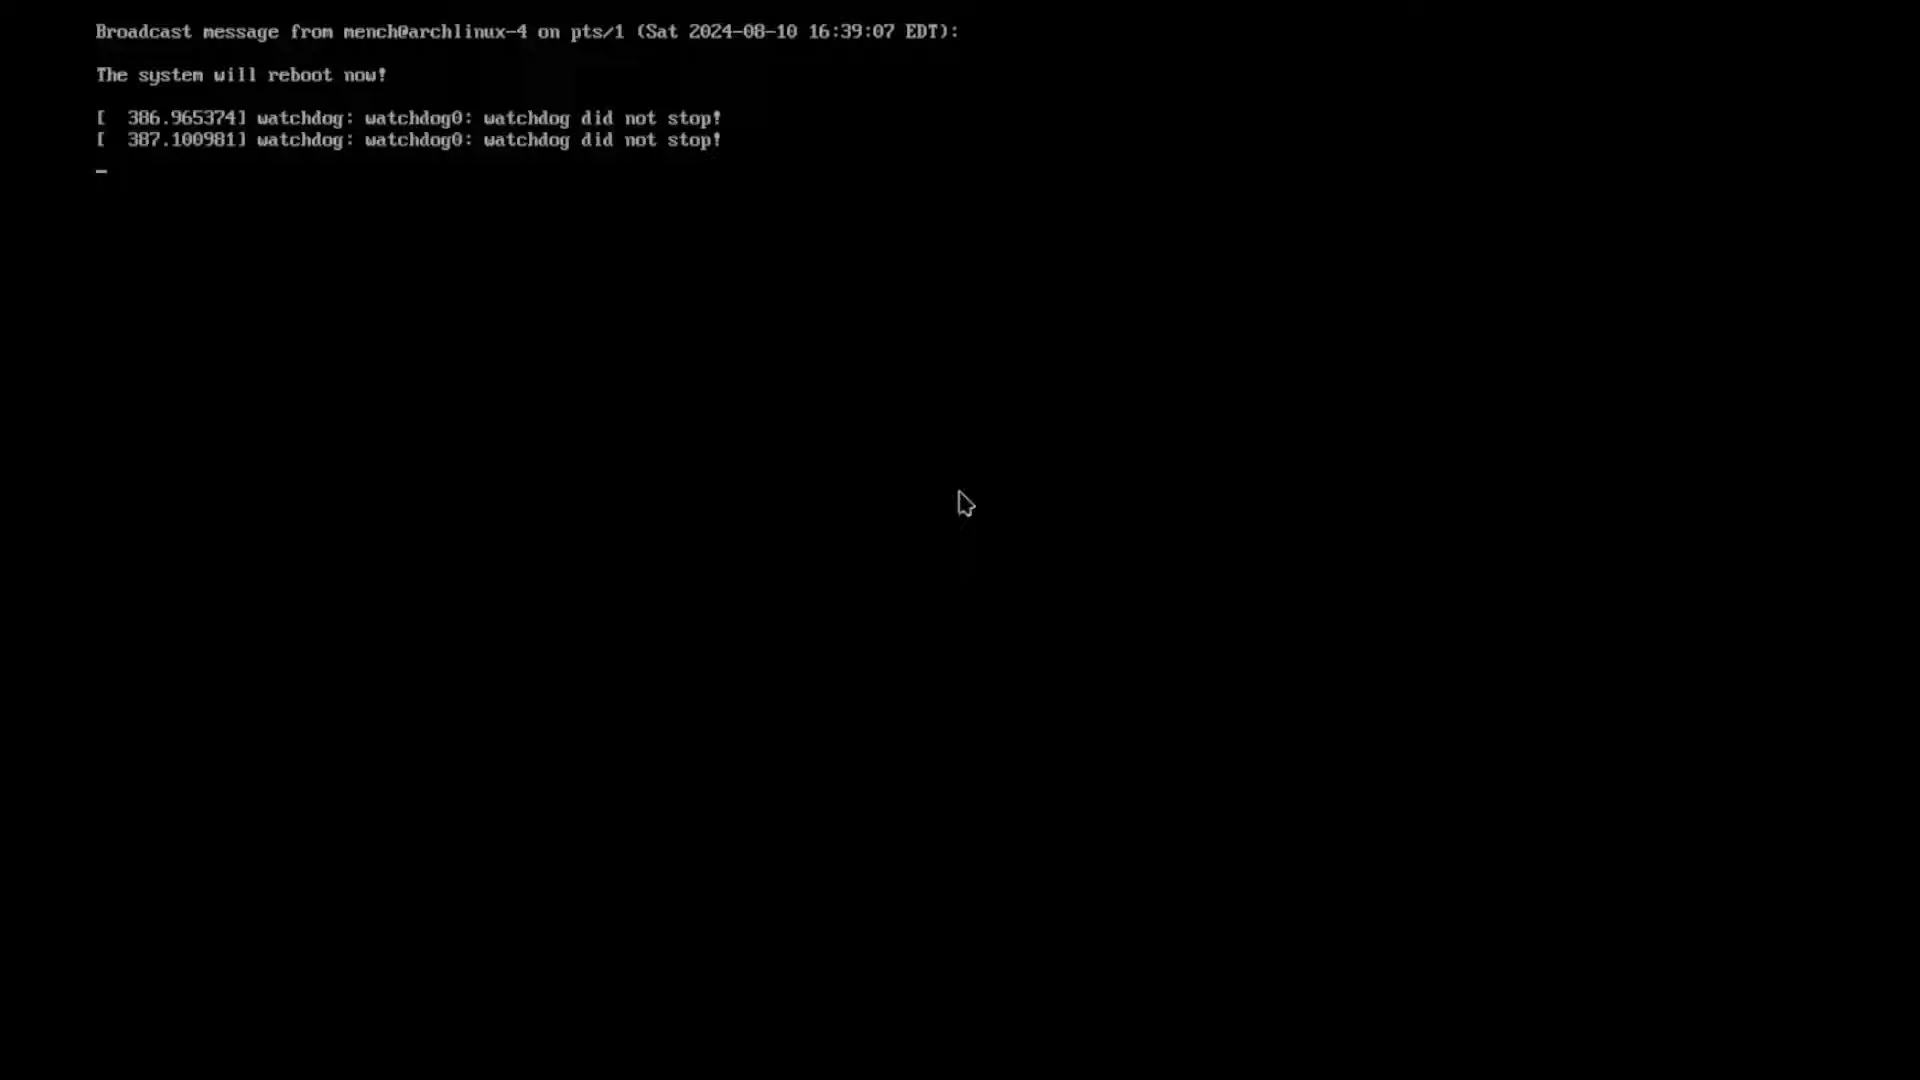 Broadcast message from mench@archlinux-4 on pts/1 (Sat 2024-08-10 16:39:07 EDT):
The system will reboot now!
[  386.965374] watchdog: watchdog0: watchdog did not stop!
[  387.100981] watchdog: watchdog0: watchdog did not stop!